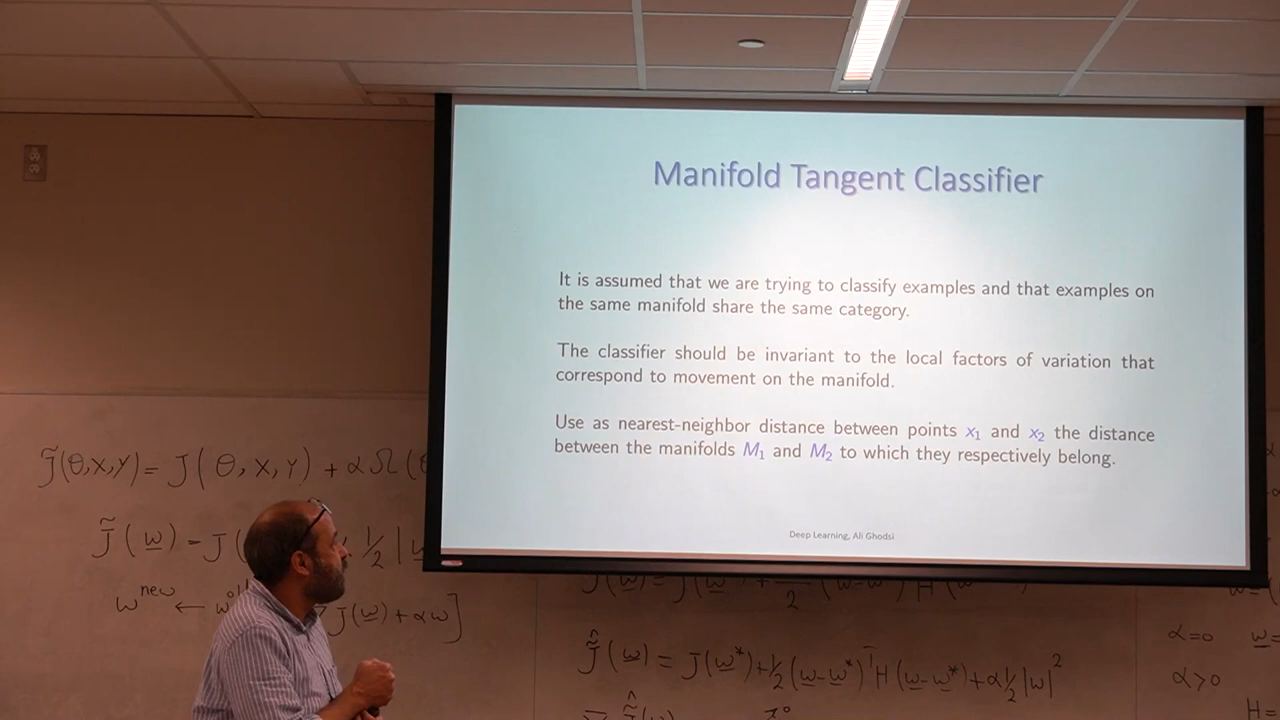 Manifold Tangent Classifier
It is assumed that we are trying to classify examples and that examples on
the same manifold share the same category.
The classifier should be invariant to the local factors of variation that
correspond to movement on the manifold.
Use as nearest-neighbor distance between points x₁ and x₂ the distance
between the manifolds M₁ and M₂ to which they respectively belong.
Deep Learning, Ali Ghodsi
J̃(θ,X,Y) = J(θ, X, Y) + αΩ(
J̃(w) = J( ½|
w^new ←
J(w) + αw]
Ĵ̃(w) = J(w*) + ½(w-w*)ᵀH(w-w*) + α½|w|²
α=0
α>0
H=